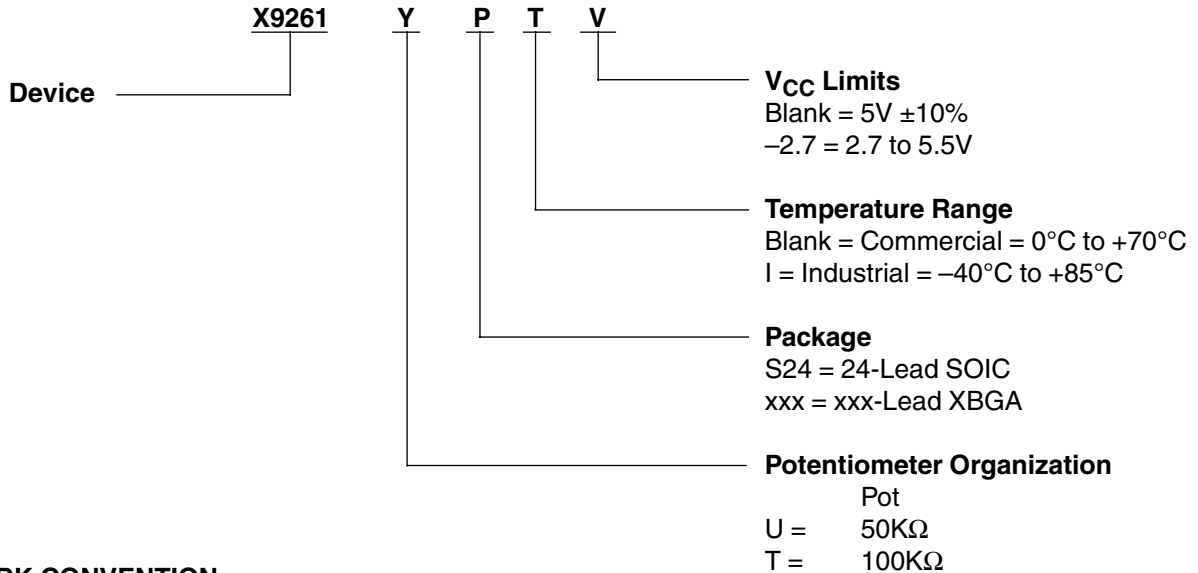 X9261 Y P T V
Device
VCC Limits
Blank = 5V ±10%
–2.7 = 2.7 to 5.5V
Temperature Range
Blank = Commercial = 0°C to +70°C
I = Industrial = –40°C to +85°C
Package
S24 = 24-Lead SOIC
xxx = xxx-Lead XBGA
Potentiometer Organization
Pot
U = 50KΩ
T = 100KΩ